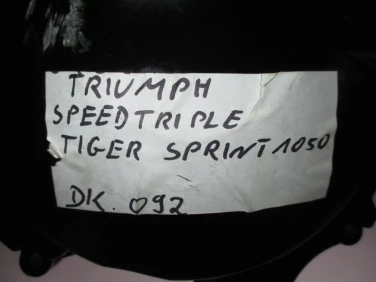 TRIUMPH
SPEEDTRIPLE
TIGER SPRINT 1050
DK. 092